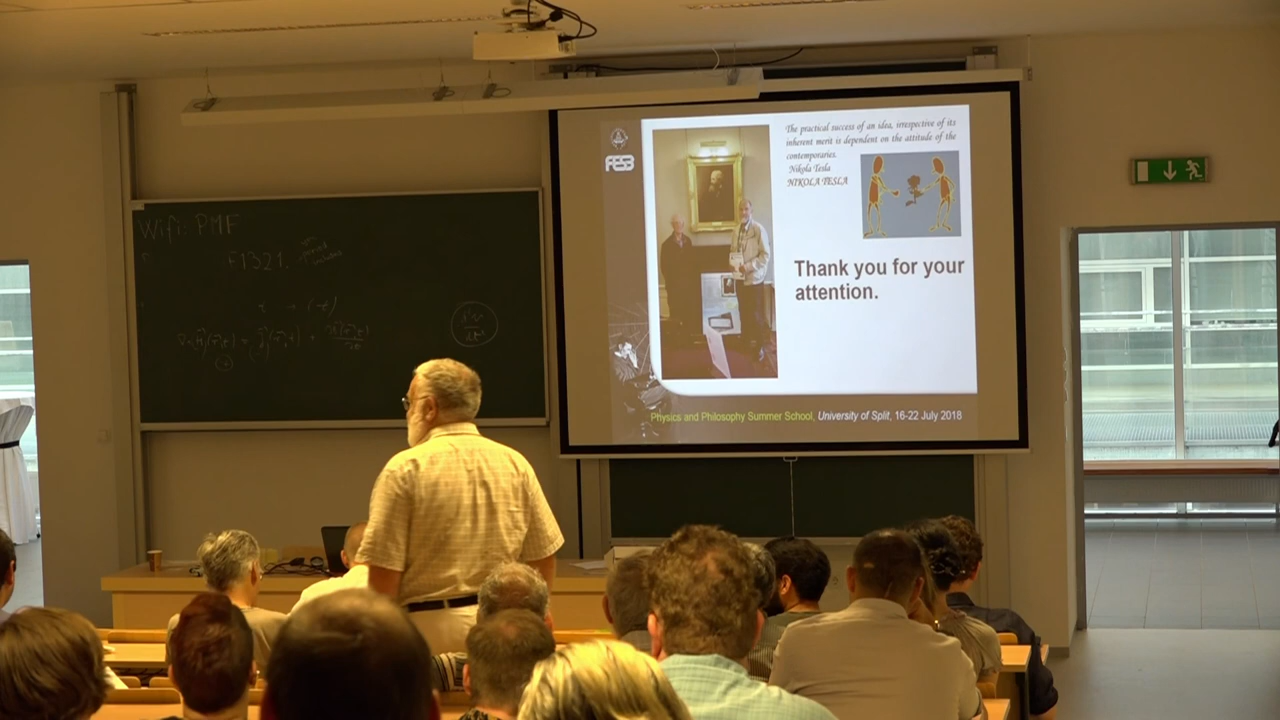 Wifi: PMF
F1321.
FESB
The practical success of an idea, irrespective of its
inherent merit is dependent on the attitude of the
contemporaries.
Nikola Tesla
NIKOLA TESLA
Thank you for your
attention.
Physics and Philosophy Summer School, University of Split, 16-22 July 2018